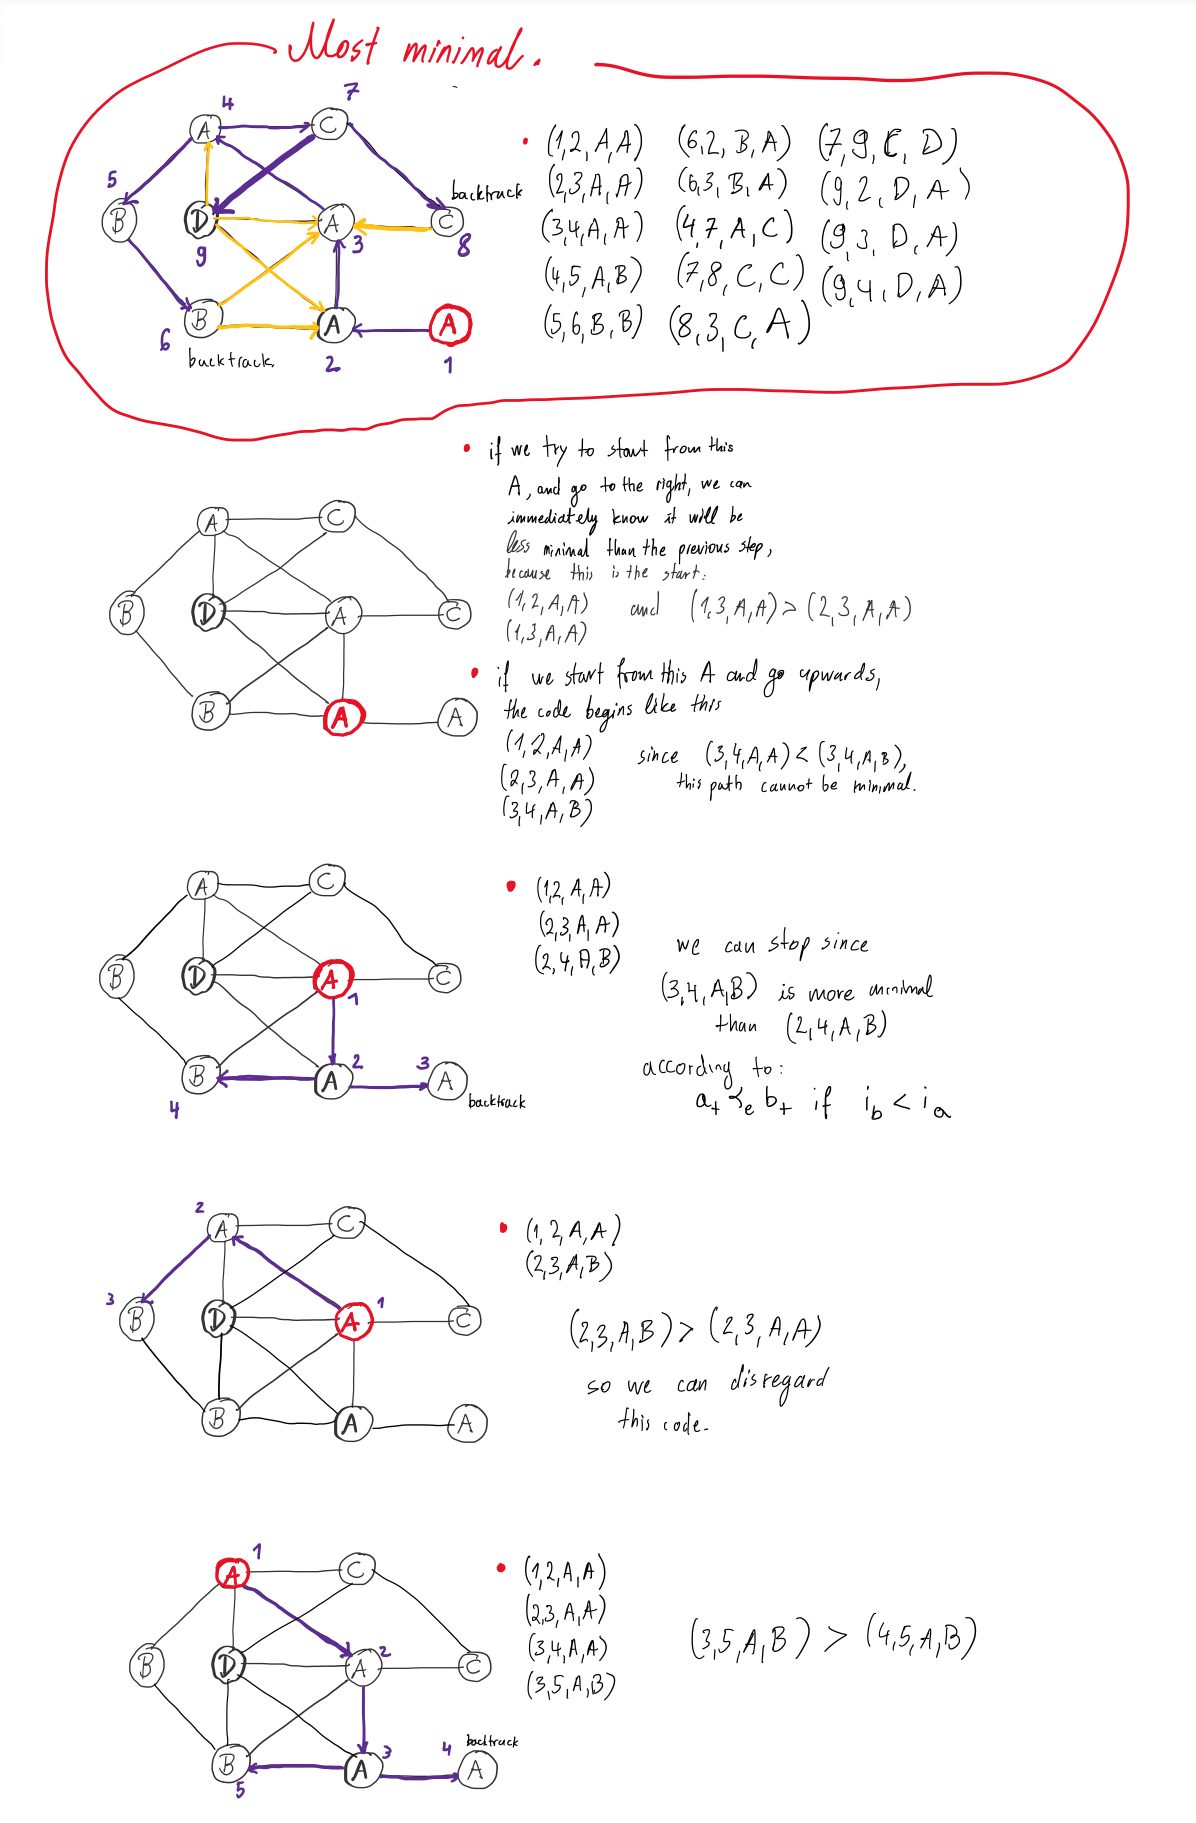 Most minimal.
4
7
A
C
5
backtrack
B
D
A
C
9
3
8
B
A
A
6
backtrack
2
1
(1,2,A,A) (6,2,B,A) (7,9,C,D)
(2,3,A,A) (6,3,B,A) (9,2,D,A)
(3,4,A,A) (4,7,A,C) (9,3,D,A)
(4,5,A,B) (7,8,C,C) (9,4,D,A)
(5,6,B,B) (8,3,C,A)
A
C
B
D
A
C
B
A
A
• if we try to start from this
A, and go to the right, we can
immediately know it will be
less minimal than the previous step,
because this is the start:
(1,2,A,A) and (1,3,A,A) > (2,3,A,A)
(1,3,A,A)
• if we start from this A and go upwards,
the code begins like this
(1,2,A,A)
(2,3,A,A)
(3,4,A,B)
since (3,4,A,A) < (3,4,A,B),
this path cannot be minimal.
A
C
B
D
A
C
1
2
3
B
A
A
4
backtrack
• (1,2,A,A)
(2,3,A,A)
(2,4,A,B)
we can stop since
(3,4,A,B) is more minimal
than (2,4,A,B)
according to:
a+ ≺e b+ if ib < ia
2
A
C
3
1
B
D
A
C
B
A
A
• (1,2,A,A)
(2,3,A,B)
(2,3,A,B) > (2,3,A,A)
so we can disregard
this code.
1
A
C
2
B
D
A
C
backtrack
3
4
B
A
A
5
• (1,2,A,A)
(2,3,A,A)
(3,4,A,A)
(3,5,A,B)
(3,5,A,B) > (4,5,A,B)